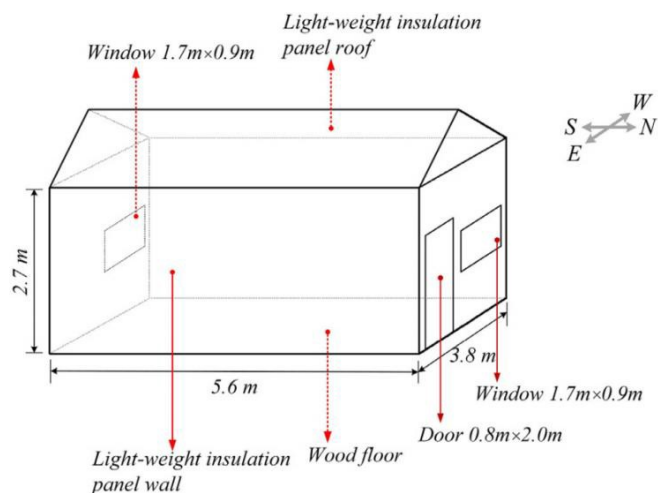 Light-weight insulation
panel roof
Window 1.7m×0.9m
W
S
N
E
2.7 m
3.8 m
5.6 m
Window 1.7m×0.9m
Door 0.8m×2.0m
Light-weight insulation
panel wall
Wood floor